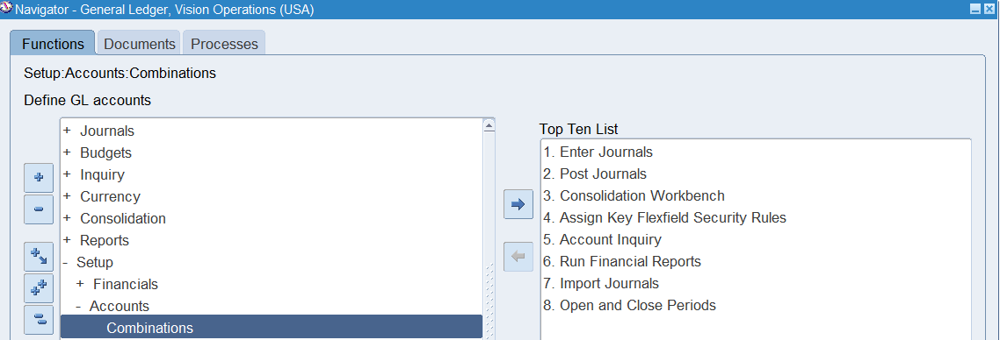 Navigator - General Ledger, Vision Operations (USA)
Functions
Documents
Processes
Setup:Accounts:Combinations
Define GL accounts
+ Journals
+ Budgets
+ Inquiry
+ Currency
+ Consolidation
+ Reports
- Setup
+ Financials
- Accounts
Combinations
Top Ten List
1. Enter Journals
2. Post Journals
3. Consolidation Workbench
4. Assign Key Flexfield Security Rules
5. Account Inquiry
6. Run Financial Reports
7. Import Journals
8. Open and Close Periods